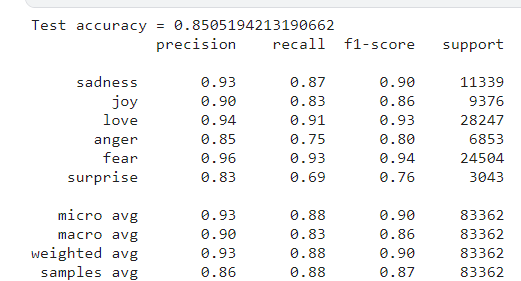 Test accuracy = 0.8505194213190662
precision recall f1-score support
sadness 0.93 0.87 0.90 11339
joy 0.90 0.83 0.86 9376
love 0.94 0.91 0.93 28247
anger 0.85 0.75 0.80 6853
fear 0.96 0.93 0.94 24504
surprise 0.83 0.69 0.76 3043
micro avg 0.93 0.88 0.90 83362
macro avg 0.90 0.83 0.86 83362
weighted avg 0.93 0.88 0.90 83362
samples avg 0.86 0.88 0.87 83362